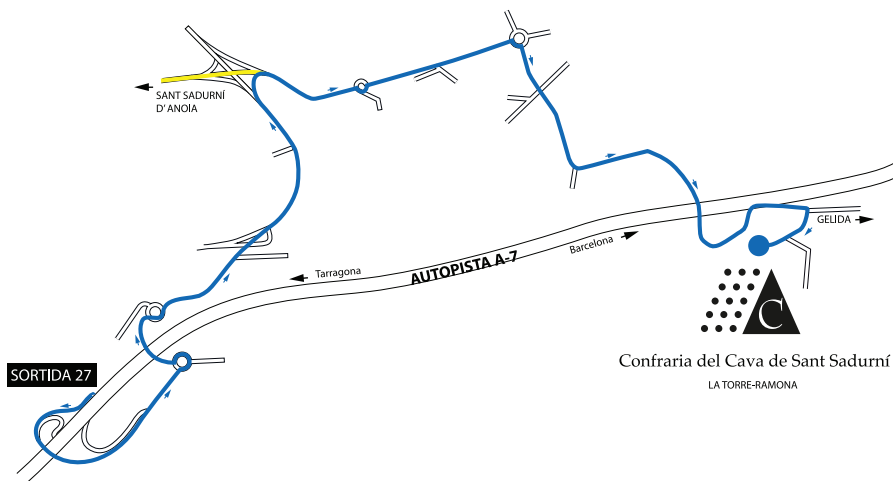 SANT SADURNÍ
D'ANOIA
GELIDA
Barcelona
AUTOPISTA A-7
Tarragona
C
SORTIDA 27
Confraria del Cava de Sant Sadurní
LA TORRE-RAMONA